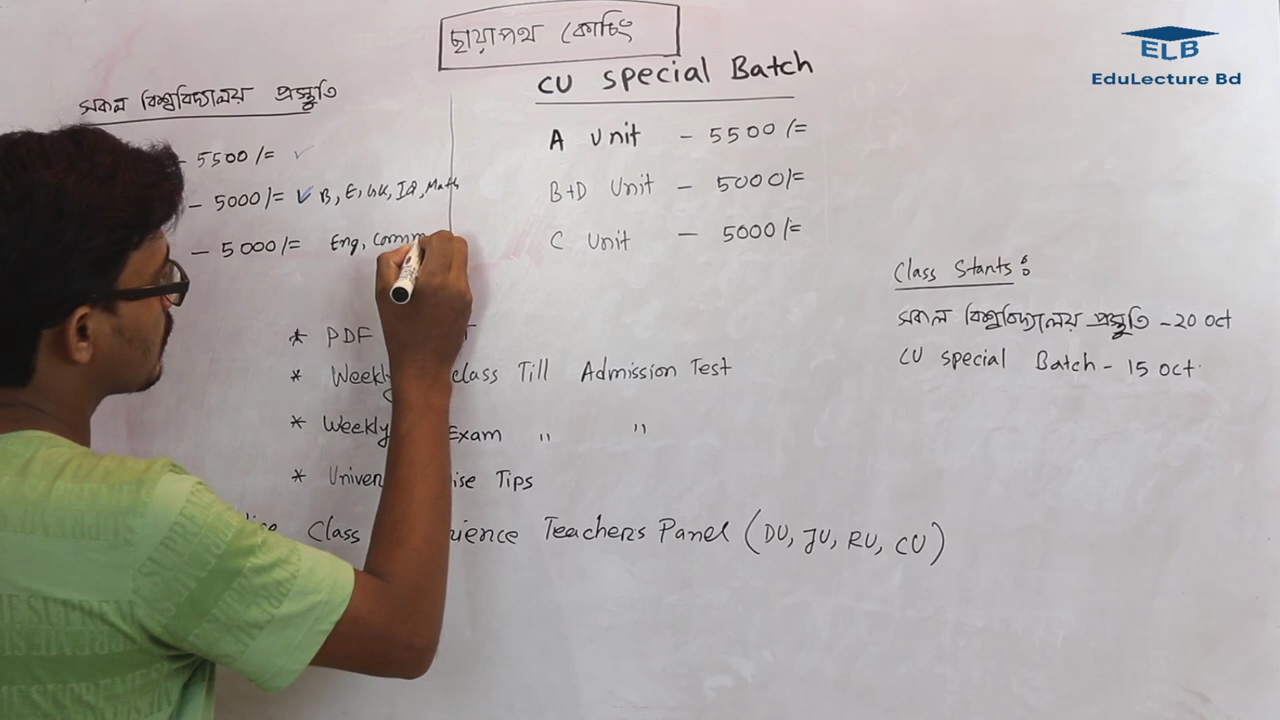 ছায়াপথ কোচিং
ELB
EduLecture Bd
সকল বিশ্ববিদ্যালয় প্রস্তুতি
- 5500/= ✓
- 5000/= ✓ B, E, GK, IQ, Math
- 5000/= Eng, Comm
CU Special Batch
A Unit - 5500/=
B+D Unit - 5000/=
C Unit - 5000/=
Class Starts :
সকল বিশ্ববিদ্যালয় প্রস্তুতি - 20 Oct
CU Special Batch - 15 Oct.
* PDF
* Weekly class Till Admission Test
* Weekly Exam " "
* Tips
Class Teachers Panel (DU, JU, RU, CU)
SUPREME